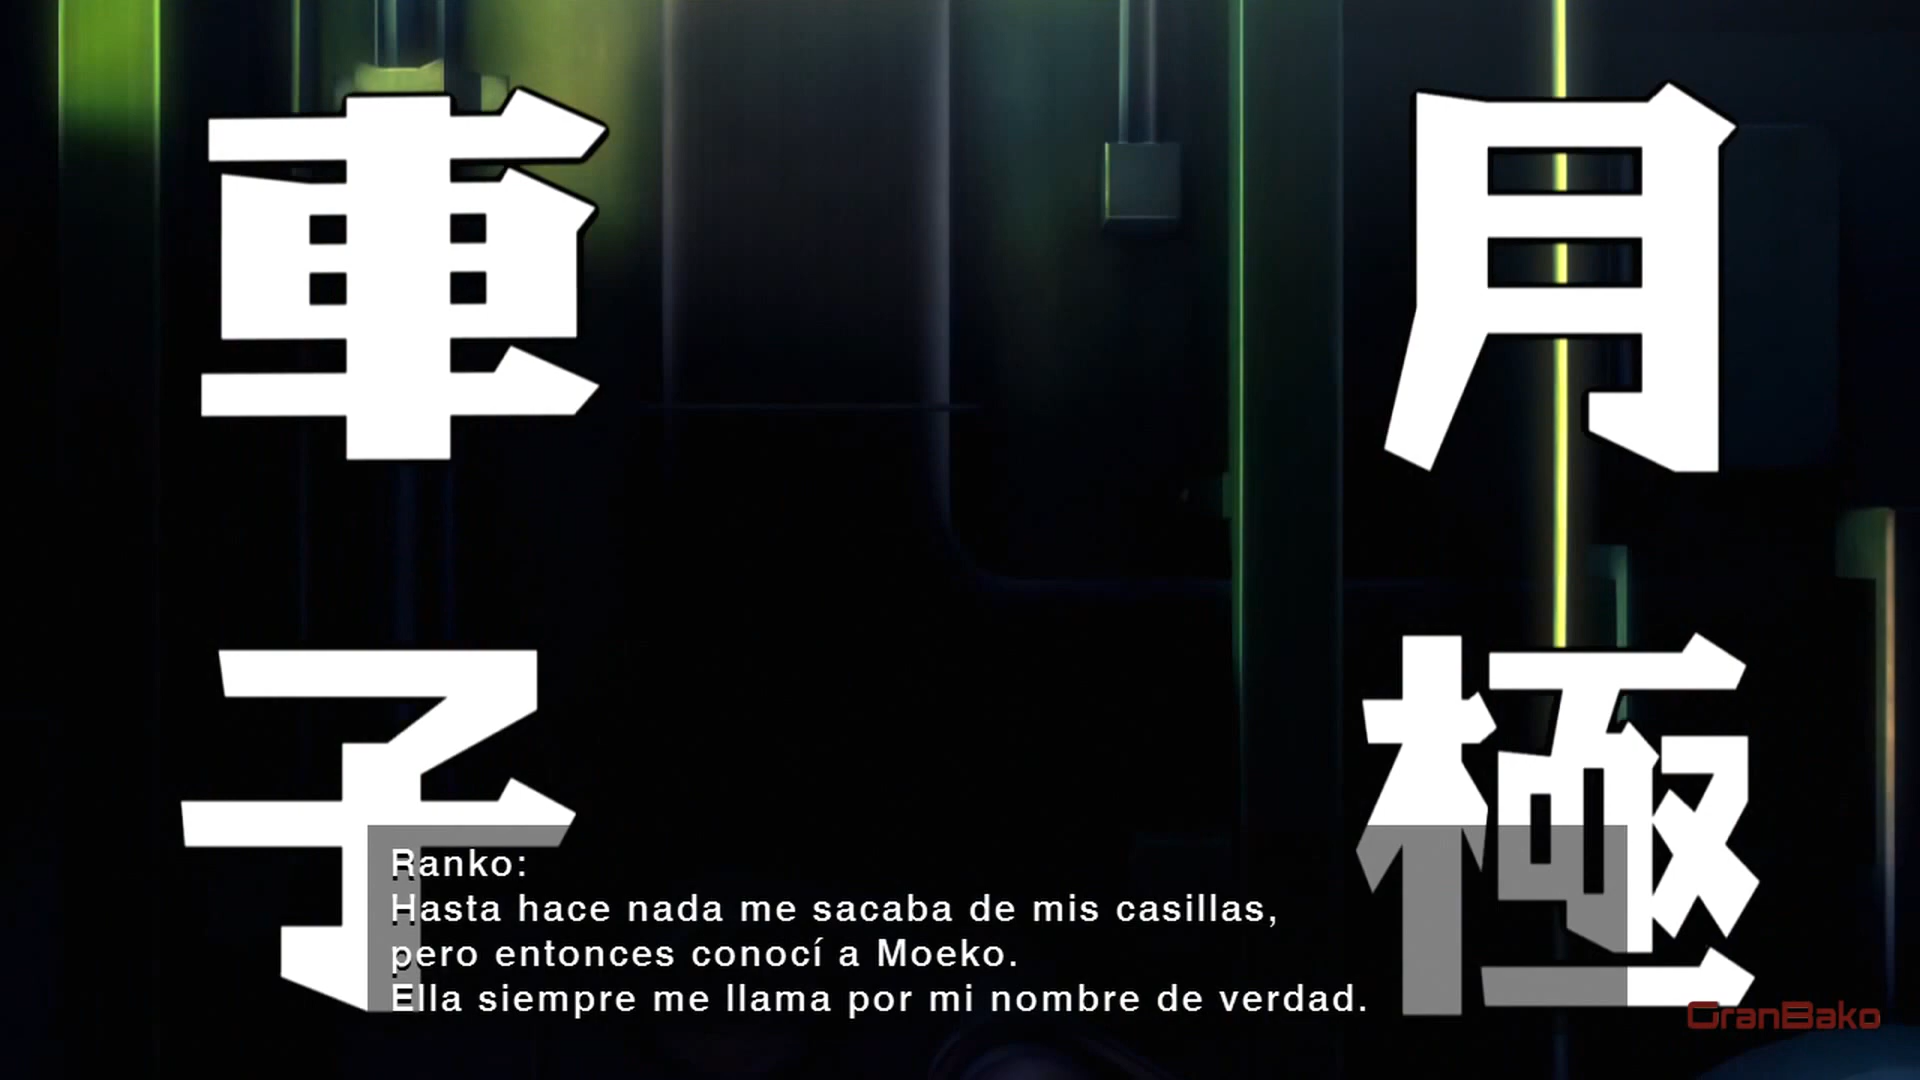 月極
車子
Ranko:
Hasta hace nada me sacaba de mis casillas,
pero entonces conocí a Moeko.
Ella siempre me llama por mi nombre de verdad.
GranBako